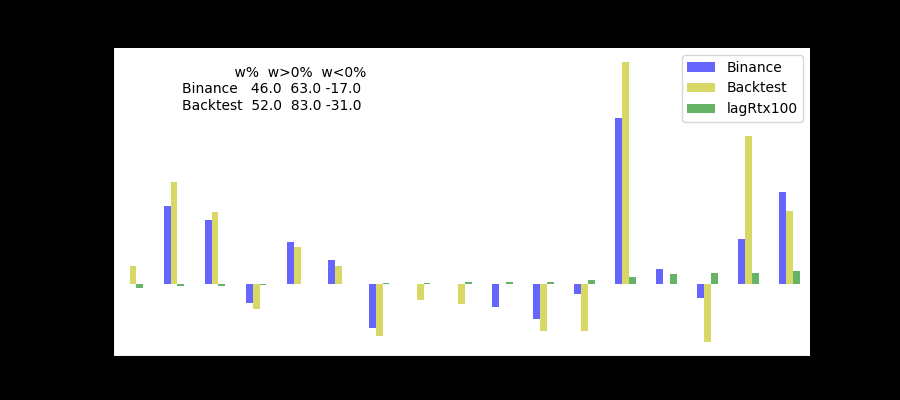 w% w>0% w<0%
Binance 46.0 63.0 -17.0
Backtest 52.0 83.0 -31.0
Binance
Backtest
lagRtx100